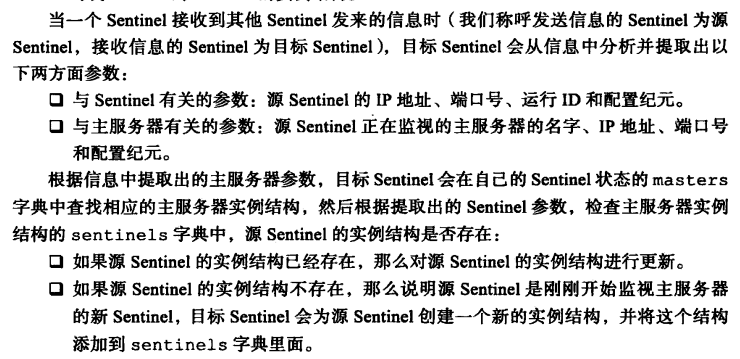 当一个 Sentinel 接收到其他 Sentinel 发来的信息时（我们称呼发送信息的 Sentinel 为源
Sentinel，接收信息的 Sentinel 为目标 Sentinel），目标 Sentinel 会从信息中分析并提取出以
下两方面参数：
❑ 与 Sentinel 有关的参数：源 Sentinel 的 IP 地址、端口号、运行 ID 和配置纪元。
❑ 与主服务器有关的参数：源 Sentinel 正在监视的主服务器的名字、IP 地址、端口号
和配置纪元。
根据信息中提取出的主服务器参数，目标 Sentinel 会在自己的 Sentinel 状态的 masters
字典中查找相应的主服务器实例结构，然后根据提取出的 Sentinel 参数，检查主服务器实例
结构的 sentinels 字典中，源 Sentinel 的实例结构是否存在：
❑ 如果源 Sentinel 的实例结构已经存在，那么对源 Sentinel 的实例结构进行更新。
❑ 如果源 Sentinel 的实例结构不存在，那么说明源 Sentinel 是刚刚开始监视主服务器
的新 Sentinel，目标 Sentinel 会为源 Sentinel 创建一个新的实例结构，并将这个结构
添加到 sentinels 字典里面。